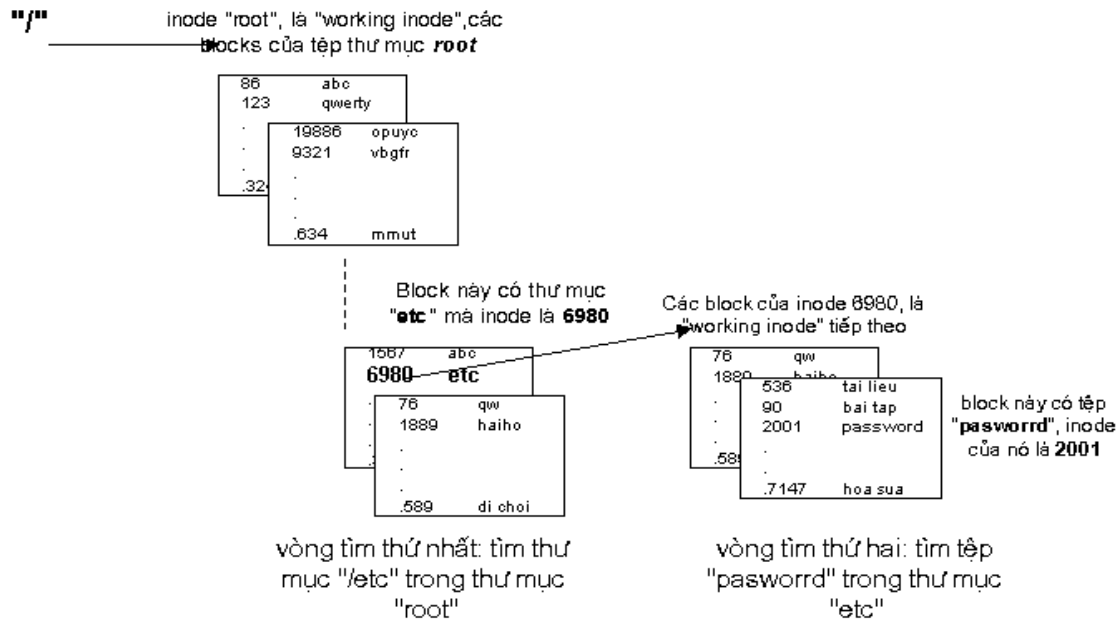 "/"
inode "root", là "working inode",các
blocks của tệp thư mục root
86 abc
123 qwerty
.
.
.
.324
19886 opuyc
9321 vbgfr
.
.
.
.634 mmut
Block này có thư mục
"etc" mà inode là 6980
1567 abc
6980 etc
.
.
.
76 qw
1889 haiho
.
.
.
.589 di choi
vòng tìm thứ nhất: tìm thư
mục "/etc" trong thư mục
"root"
Các block của inode 6980, là
"working inode" tiếp theo
76 qw
1889 haiho
.
.
.589
536 tai lieu
90 bai tap
2001 password
.
.
.7147 hoa sua
block này có tệp
"pasworrd", inode
của nó là 2001
vòng tìm thứ hai: tìm tệp
"pasworrd" trong thư mục
"etc"